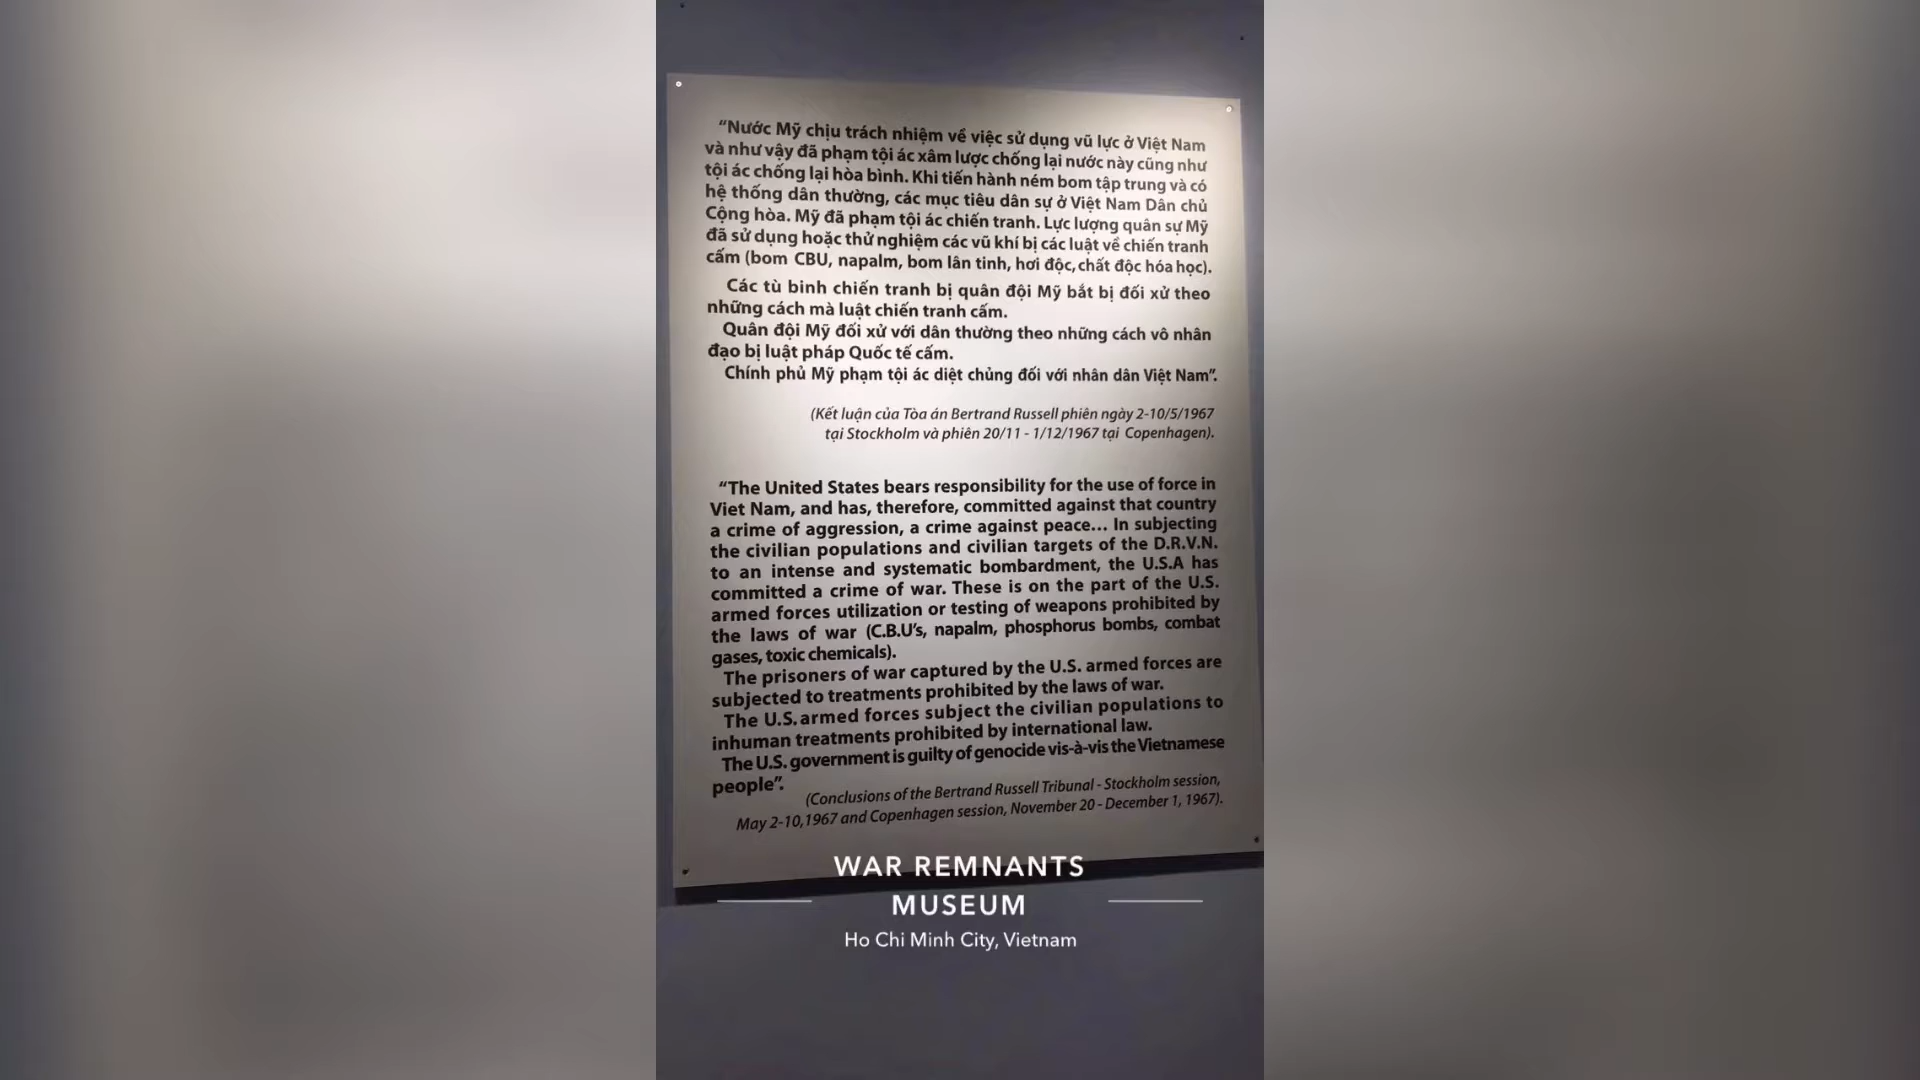 “Nước Mỹ chịu trách nhiệm về việc sử dụng vũ lực ở Việt Nam
và như vậy đã phạm tội ác xâm lược chống lại nước này cũng như
tội ác chống lại hòa bình. Khi tiến hành ném bom tập trung và có
hệ thống dân thường, các mục tiêu dân sự ở Việt Nam Dân chủ
Cộng hòa. Mỹ đã phạm tội ác chiến tranh. Lực lượng quân sự Mỹ
đã sử dụng hoặc thử nghiệm các vũ khí bị các luật về chiến tranh
cấm (bom CBU, napalm, bom lân tinh, hơi độc, chất độc hóa học).
Các tù binh chiến tranh bị quân đội Mỹ bắt bị đối xử theo
những cách mà luật chiến tranh cấm.
Quân đội Mỹ đối xử với dân thường theo những cách vô nhân
đạo bị luật pháp Quốc tế cấm.
Chính phủ Mỹ phạm tội ác diệt chủng đối với nhân dân Việt Nam”.
(Kết luận của Tòa án Bertrand Russell phiên ngày 2-10/5/1967
tại Stockholm và phiên 20/11 - 1/12/1967 tại Copenhagen).
“The United States bears responsibility for the use of force in
Viet Nam, and has, therefore, committed against that country
a crime of aggression, a crime against peace... In subjecting
the civilian populations and civilian targets of the D.R.V.N.
to an intense and systematic bombardment, the U.S.A has
committed a crime of war. These is on the part of the U.S.
armed forces utilization or testing of weapons prohibited by
the laws of war (C.B.U’s, napalm, phosphorus bombs, combat
gases, toxic chemicals).
The prisoners of war captured by the U.S. armed forces are
subjected to treatments prohibited by the laws of war.
The U.S. armed forces subject the civilian populations to
inhuman treatments prohibited by international law.
The U.S. government is guilty of genocide vis-à-vis the Vietnamese
people”.
(Conclusions of the Bertrand Russell Tribunal - Stockholm session,
May 2-10,1967 and Copenhagen session, November 20 - December 1, 1967).
WAR REMNANTS
MUSEUM
Ho Chi Minh City, Vietnam